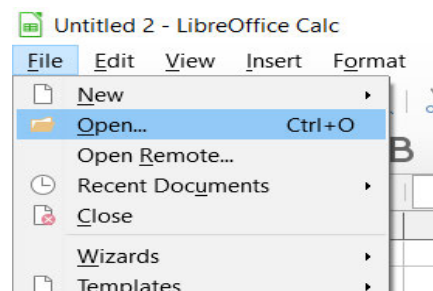 Untitled 2 - LibreOffice Calc
File Edit View Insert Format
New
Open... Ctrl+O
Open Remote...
B
Recent Documents
Close
Wizards
Templates